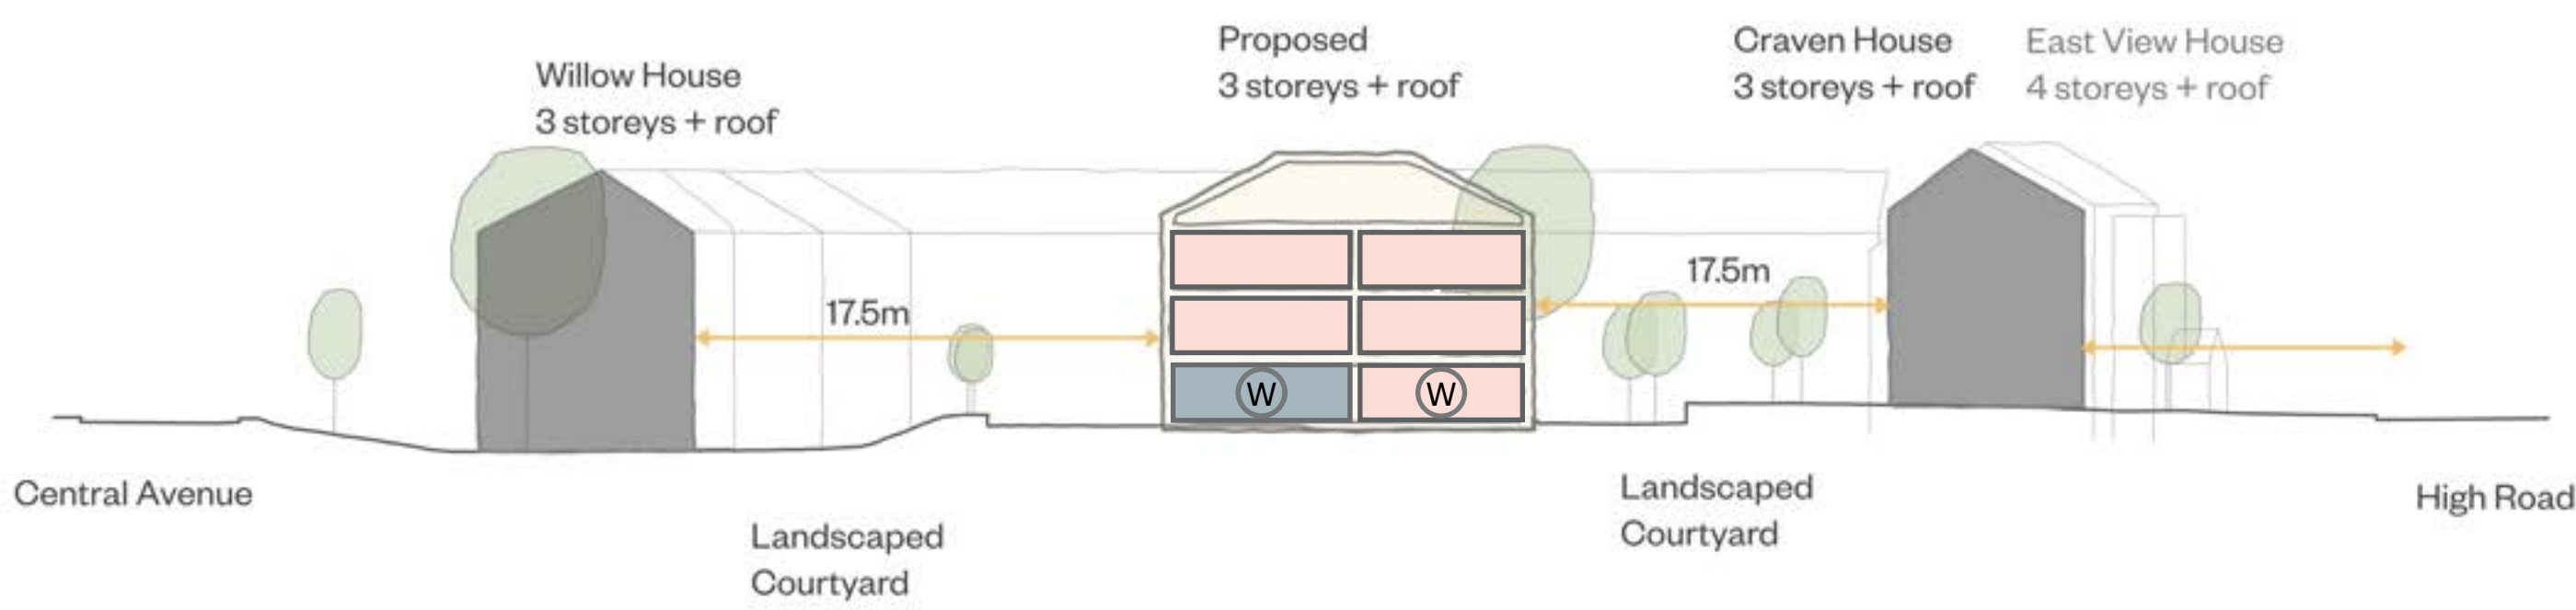 Willow House
3 storeys + roof
Proposed
3 storeys + roof
Craven House
3 storeys + roof
East View House
4 storeys + roof
17.5m
17.5m
W
W
Central Avenue
Landscaped
Courtyard
Landscaped
Courtyard
High Road